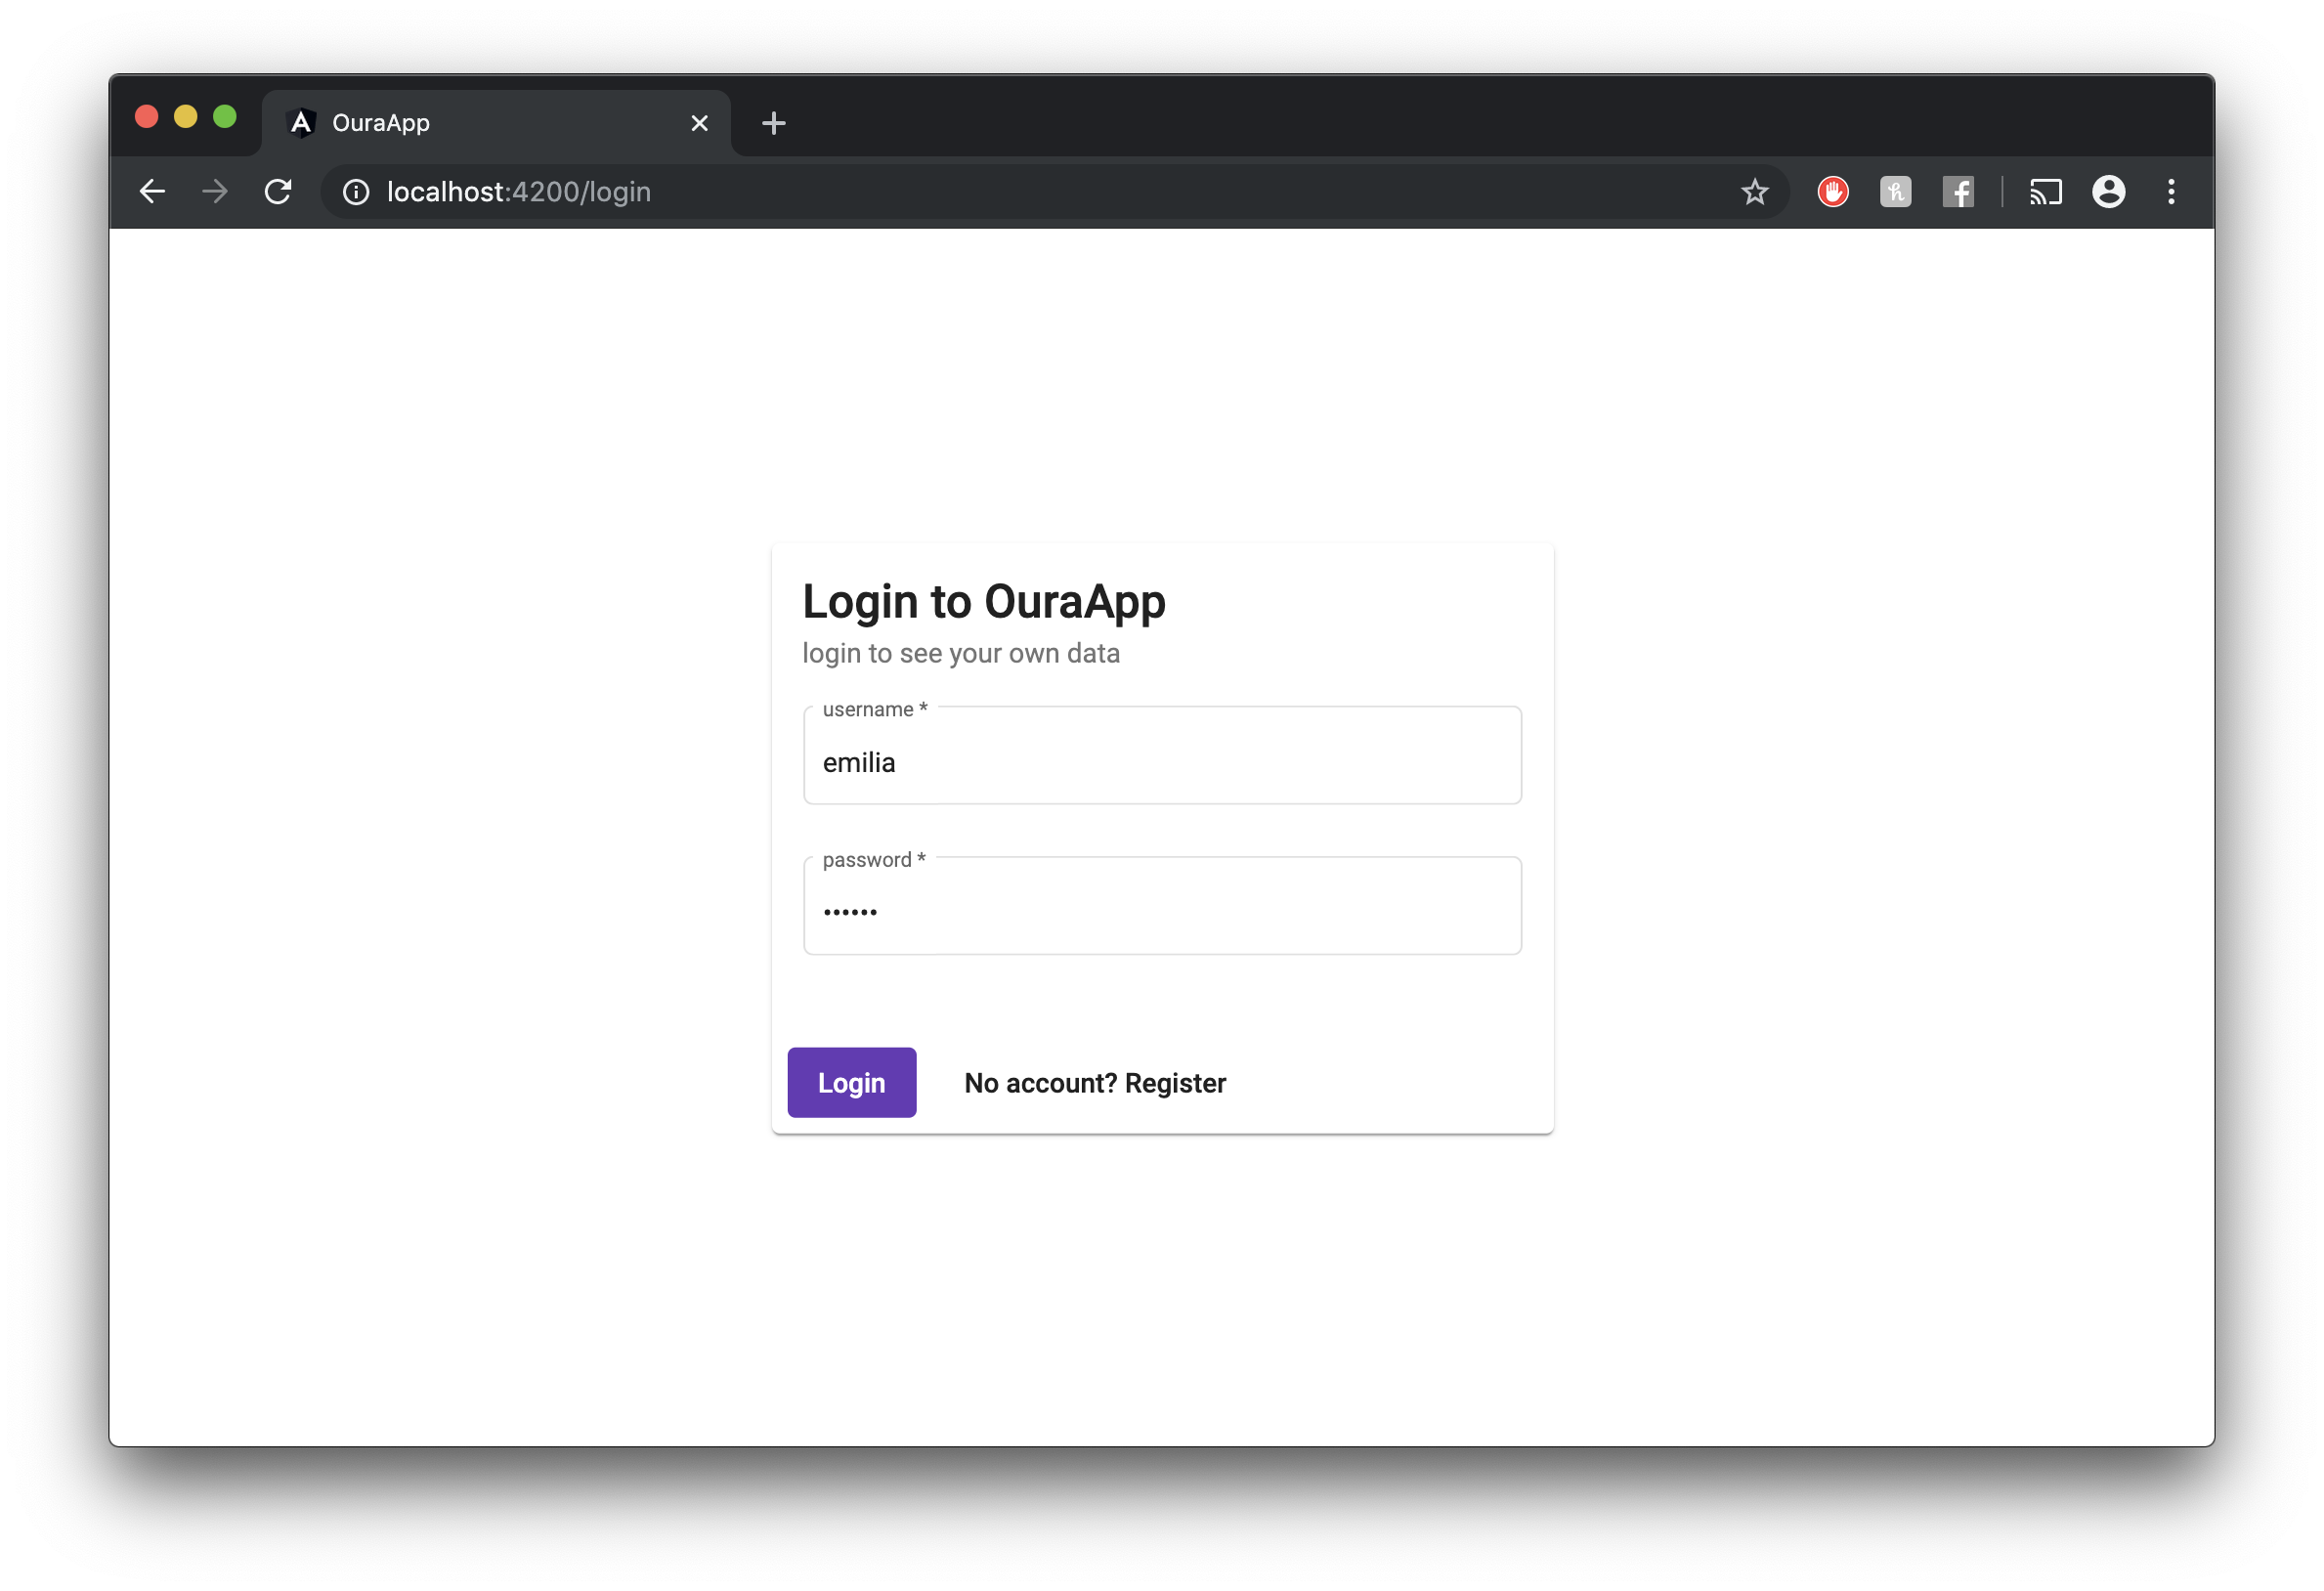 OuraApp
localhost:4200/login
Login to OuraApp
login to see your own data
username *
emilia
password *
••••••
Login
No account? Register